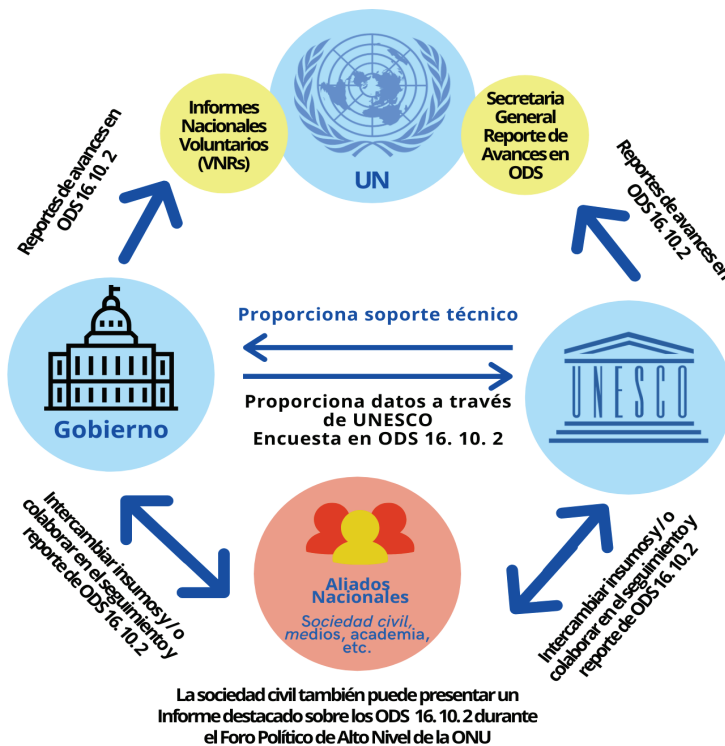 Informes
Nacionales
Voluntarios
(VNRs)
UN
Secretaria
General
Reporte de
Avances en
ODS
Reportes de avances en
ODS 16. 10. 2
Reportes de avances en
ODS 16. 10. 2
Gobierno
Proporciona soporte técnico
Proporciona datos a través
de UNESCO
Encuesta en ODS 16. 10. 2
UNESCO
Intercambiar insumos y / o
colaborar en el seguimiento y
reporte de ODS 16. 10. 2
Aliados
Nacionales
Sociedad civil,
medios, academia,
etc.
Intercambiar insumos y / o
colaborar en el seguimiento y
reporte de ODS 16. 10. 2
La sociedad civil también puede presentar un
Informe destacado sobre los ODS 16. 10. 2 durante
el Foro Político de Alto Nivel de la ONU